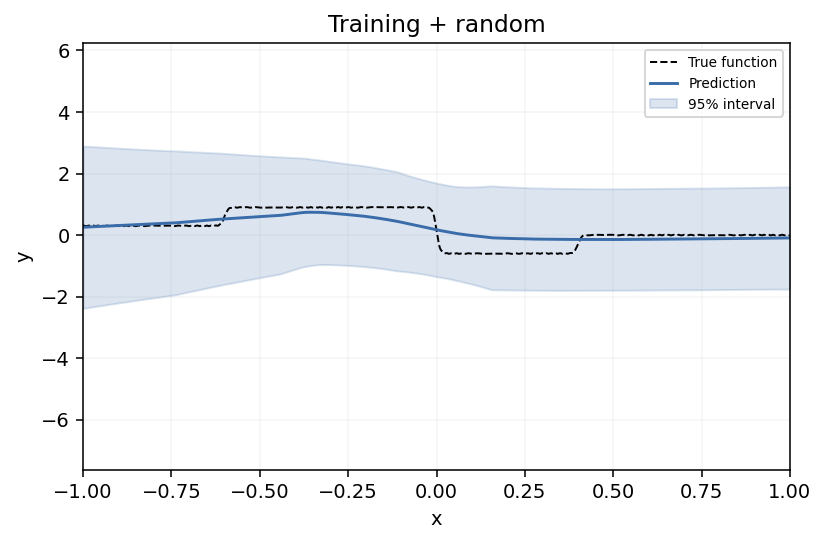 Training + random
6
4
2
0
−2
−4
−6
y
True function
Prediction
95% interval
−1.00 −0.75 −0.50 −0.25 0.00 0.25 0.50 0.75 1.00
x